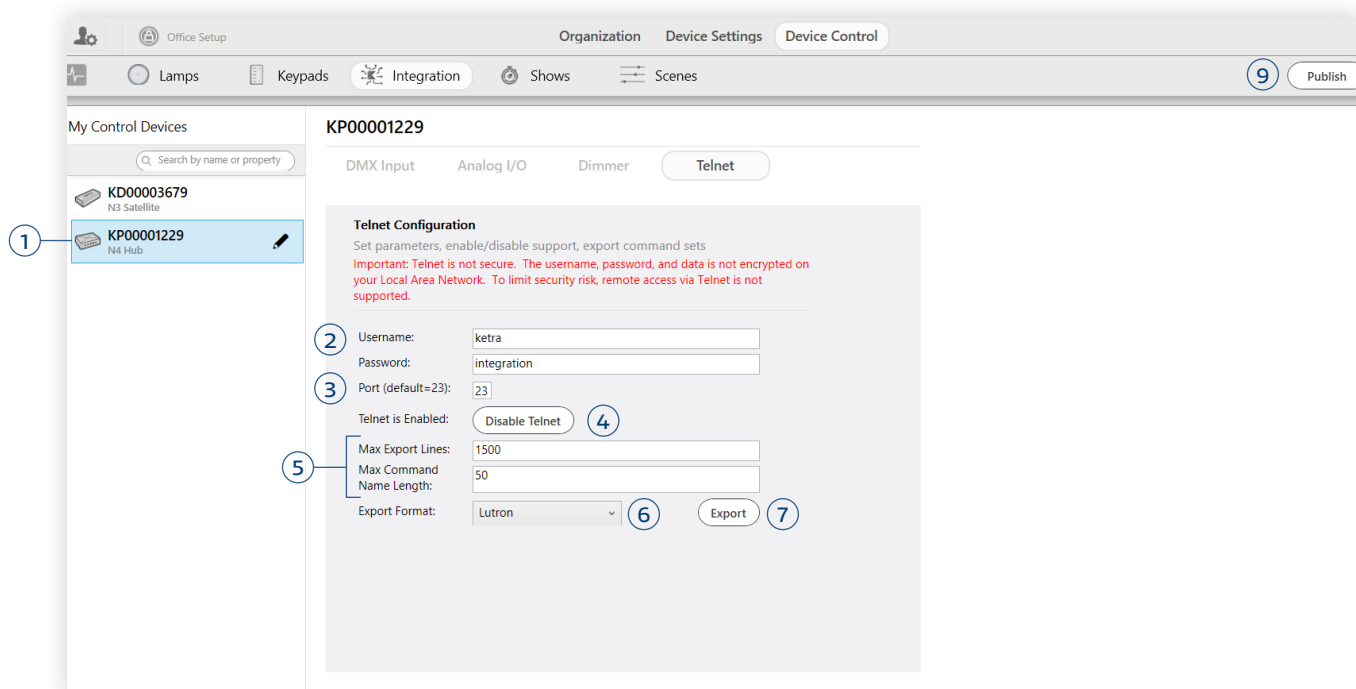 Office Setup
Organization Device Settings Device Control
Lamps Keypads Integration Shows Scenes 9 Publish
My Control Devices
Search by name or property
KD00003679
N3 Satellite
1 KP00001229
N4 Hub
KP00001229
DMX Input Analog I/O Dimmer Telnet
Telnet Configuration
Set parameters, enable/disable support, export command sets
Important: Telnet is not secure. The username, password, and data is not encrypted on
your Local Area Network. To limit security risk, remote access via Telnet is not
supported.
2 Username: ketra
Password: integration
3 Port (default=23): 23
Telnet is Enabled: Disable Telnet 4
5 Max Export Lines: 1500
Max Command
Name Length: 50
Export Format: Lutron 6 Export 7